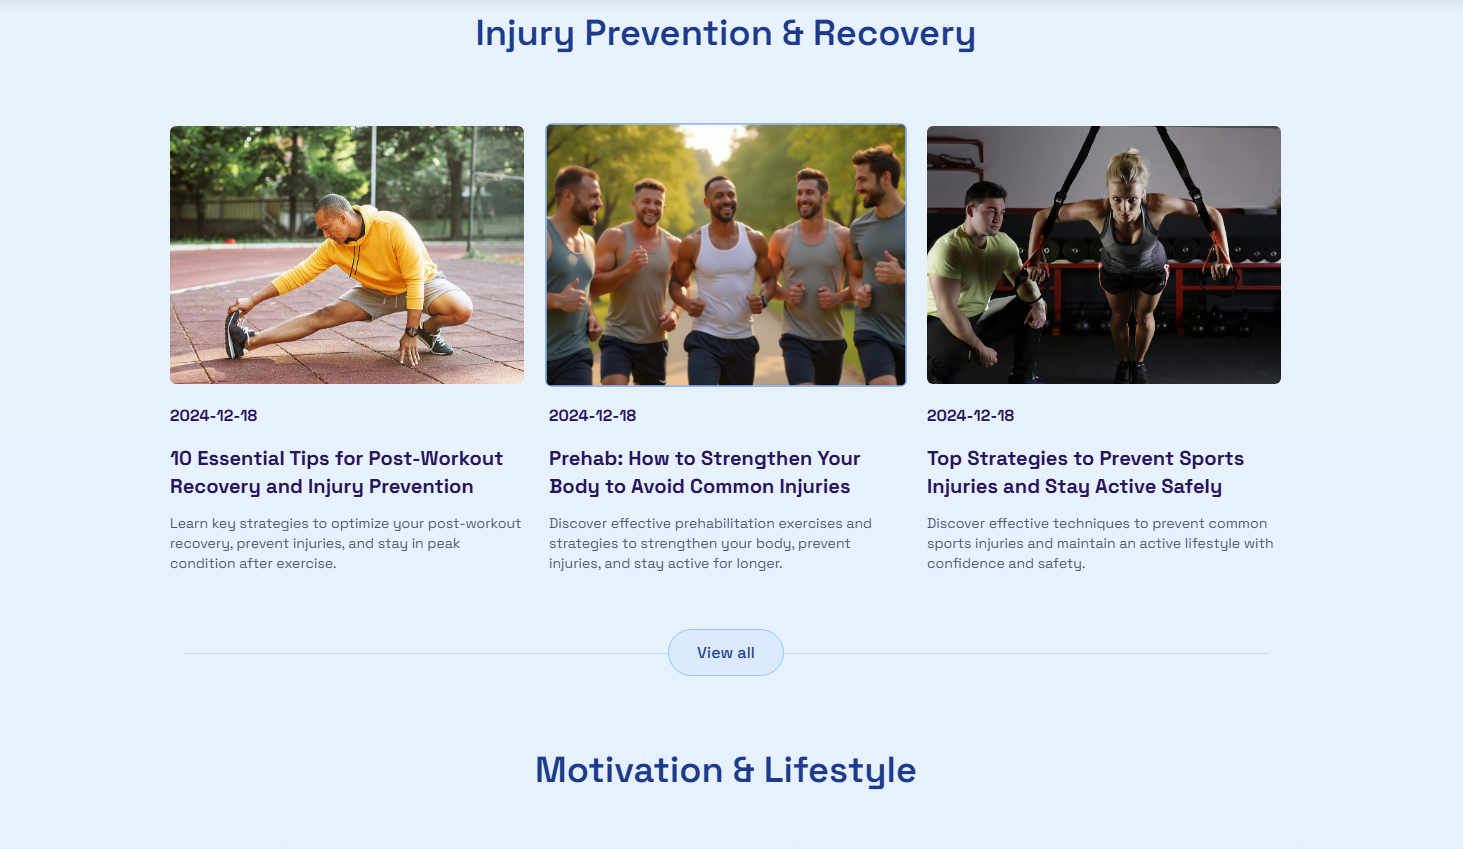 Injury Prevention & Recovery
2024-12-18
10 Essential Tips for Post-Workout
Recovery and Injury Prevention
Learn key strategies to optimize your post-workout
recovery, prevent injuries, and stay in peak
condition after exercise.
2024-12-18
Prehab: How to Strengthen Your
Body to Avoid Common Injuries
Discover effective prehabilitation exercises and
strategies to strengthen your body, prevent
injuries, and stay active for longer.
2024-12-18
Top Strategies to Prevent Sports
Injuries and Stay Active Safely
Discover effective techniques to prevent common
sports injuries and maintain an active lifestyle with
confidence and safety.
View all
Motivation & Lifestyle